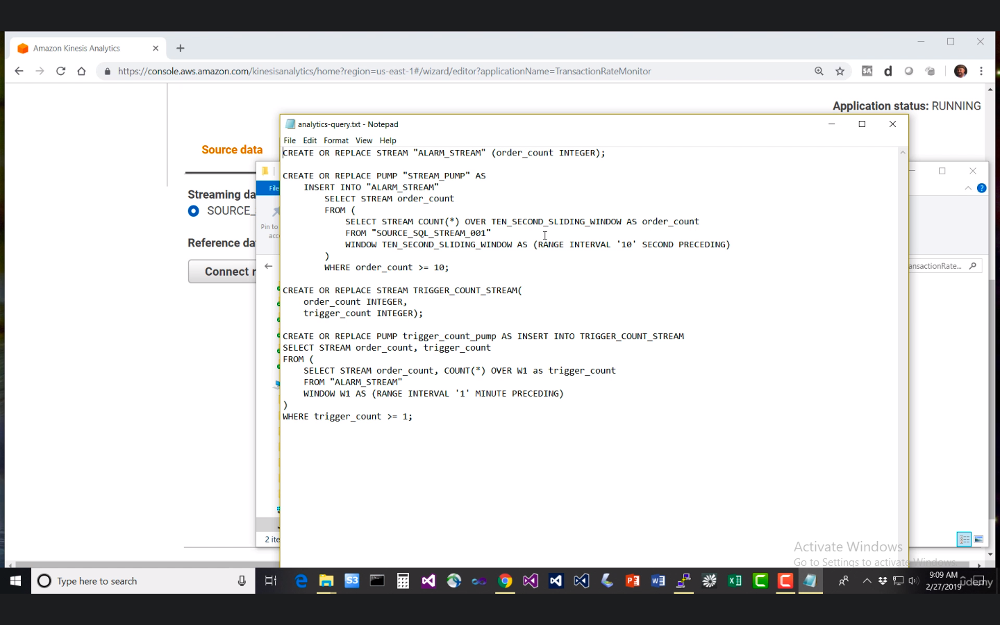 Amazon Kinesis Analytics
https://console.aws.amazon.com/kinesisanalytics/home?region=us-east-1#/wizard/editor?applicationName=TransactionRateMonitor
Application status: RUNNING
Source data
Streaming da
SOURCE_
Reference da
Connect r
File
Pin to
acc
2 ite
ansactionRate...
analytics-query.txt - Notepad
File Edit Format View Help
CREATE OR REPLACE STREAM "ALARM_STREAM" (order_count INTEGER);
CREATE OR REPLACE PUMP "STREAM_PUMP" AS
INSERT INTO "ALARM_STREAM"
SELECT STREAM order_count
FROM (
SELECT STREAM COUNT(*) OVER TEN_SECOND_SLIDING_WINDOW AS order_count
FROM "SOURCE_SQL_STREAM_001"
WINDOW TEN_SECOND_SLIDING_WINDOW AS (RANGE INTERVAL '10' SECOND PRECEDING)
)
WHERE order_count >= 10;
CREATE OR REPLACE STREAM TRIGGER_COUNT_STREAM(
order_count INTEGER,
trigger_count INTEGER);
CREATE OR REPLACE PUMP trigger_count_pump AS INSERT INTO TRIGGER_COUNT_STREAM
SELECT STREAM order_count, trigger_count
FROM (
SELECT STREAM order_count, COUNT(*) OVER W1 as trigger_count
FROM "ALARM_STREAM"
WINDOW W1 AS (RANGE INTERVAL '1' MINUTE PRECEDING)
)
WHERE trigger_count >= 1;
Activate Windows
Go to Settings to activate Windows.
Type here to search
9:09 AM
2/27/2019
udemy